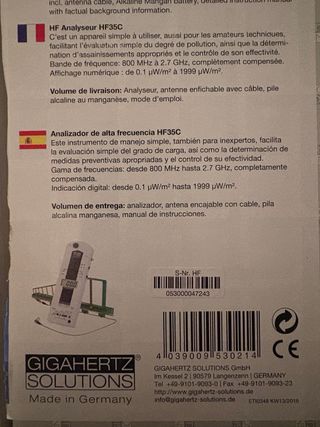 incl. antenna with cable, Alkaline Mangan battery, detailed instruction manual
with factual background information.
HF Analyseur HF35C
C'est un appareil simple à utiliser, aussi pour les amateurs techniques,
facilitant l'évaluation simple du degré de pollution, ainsi que la détermi-
nation d'assainissements appropriés et le contrôle de son effectivité.
Bande de fréquence: 800 MHz à 2.7 GHz, complètement compensée.
Affichage numérique : de 0.1 µW/m² à 1999 µW/m².
Volume de livraison: Analyseur, antenne enfichable avec câble, pile
alcaline au manganèse, mode d'emploi.
Analizador de alta frecuencia HF35C
Este instrumento de manejo simple, también para inexpertos, facilita
la evaluación simple del grado de carga, así como la determinación de
medidas preventivas apropriadas y el control de su efectividad.
Gama de frecuencias: desde 800 MHz hasta 2.7 GHz, completamente
compensada.
Indicación digital: desde 0.1 µW/m² hasta 1999 µW/m².
Volumen de entrega: analizador, antena encajable con cable, pila
alcalina manganesa, manual de instrucciones.
S-Nr. HF
053000047243
4 039009 530214 >
CE
GIGAHERTZ
SOLUTIONS
Made in Germany
GIGAHERTZ SOLUTIONS GmbH
Im Kessel 2 | 90579 Langenzenn | GERMANY
Tel +49-9101-9093-0 | Fax +49-9101-9093-23
info@gigahertz-solutions.de
www.gigahertz-solutions.de